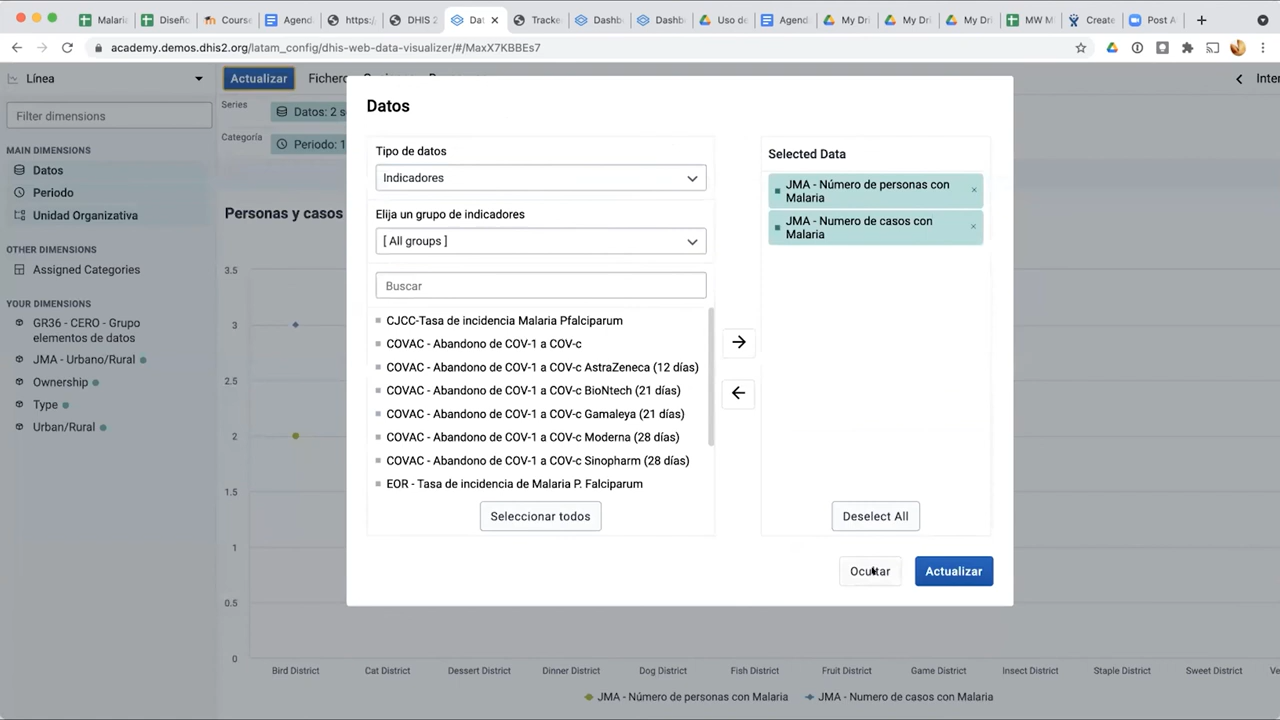 Malaria
Diseño
Course
Agend
https:/
DHIS 2
Dat
Tracke
Dashb
Dashb
Uso de
Agend
My Dri
My Dri
My Dri
MW M
Create
Post A
academy.demos.dhis2.org/latam_config/dhis-web-data-visualizer/#/MaxX7KBBEs7
Línea
Actualizar
Fichero
Series
Datos: 2 s
Categoría
Periodo: 1
Filter dimensions
MAIN DIMENSIONS
Datos
Periodo
Unidad Organizativa
OTHER DIMENSIONS
Assigned Categories
YOUR DIMENSIONS
GR36 - CERO - Grupo
elementos de datos
JMA - Urbano/Rural
Ownership
Type
Urban/Rural
Personas y casos
3.5
3
2.5
2
1.5
1
0.5
0
Datos
Tipo de datos
Indicadores
Elija un grupo de indicadores
[ All groups ]
Buscar
CJCC-Tasa de incidencia Malaria Pfalciparum
COVAC - Abandono de COV-1 a COV-c
COVAC - Abandono de COV-1 a COV-c AstraZeneca (12 días)
COVAC - Abandono de COV-1 a COV-c BioNtech (21 días)
COVAC - Abandono de COV-1 a COV-c Gamaleya (21 días)
COVAC - Abandono de COV-1 a COV-c Moderna (28 días)
COVAC - Abandono de COV-1 a COV-c Sinopharm (28 días)
EOR - Tasa de incidencia de Malaria P. Falciparum
Seleccionar todos
Selected Data
JMA - Número de personas con
Malaria
JMA - Numero de casos con
Malaria
Deselect All
Ocultar
Actualizar
Inter
Bird District
Cat District
Dessert District
Dinner District
Dog District
Fish District
Fruit District
Game District
Insect District
Staple District
Sweet District
Ve
JMA - Número de personas con Malaria
JMA - Numero de casos con Malaria